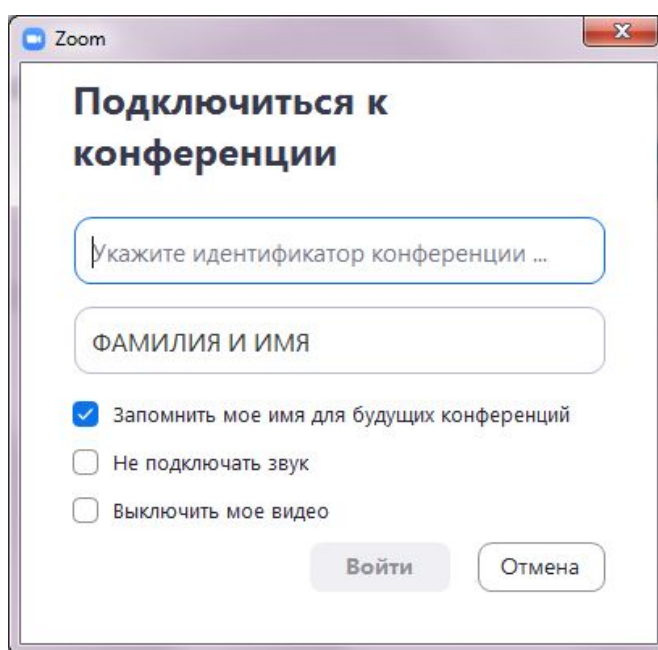 Zoom
Подключиться к
конференции
Укажите идентификатор конференции ...
ФАМИЛИЯ И ИМЯ
Запомнить мое имя для будущих конференций
Не подключать звук
Выключить мое видео
Войти Отмена